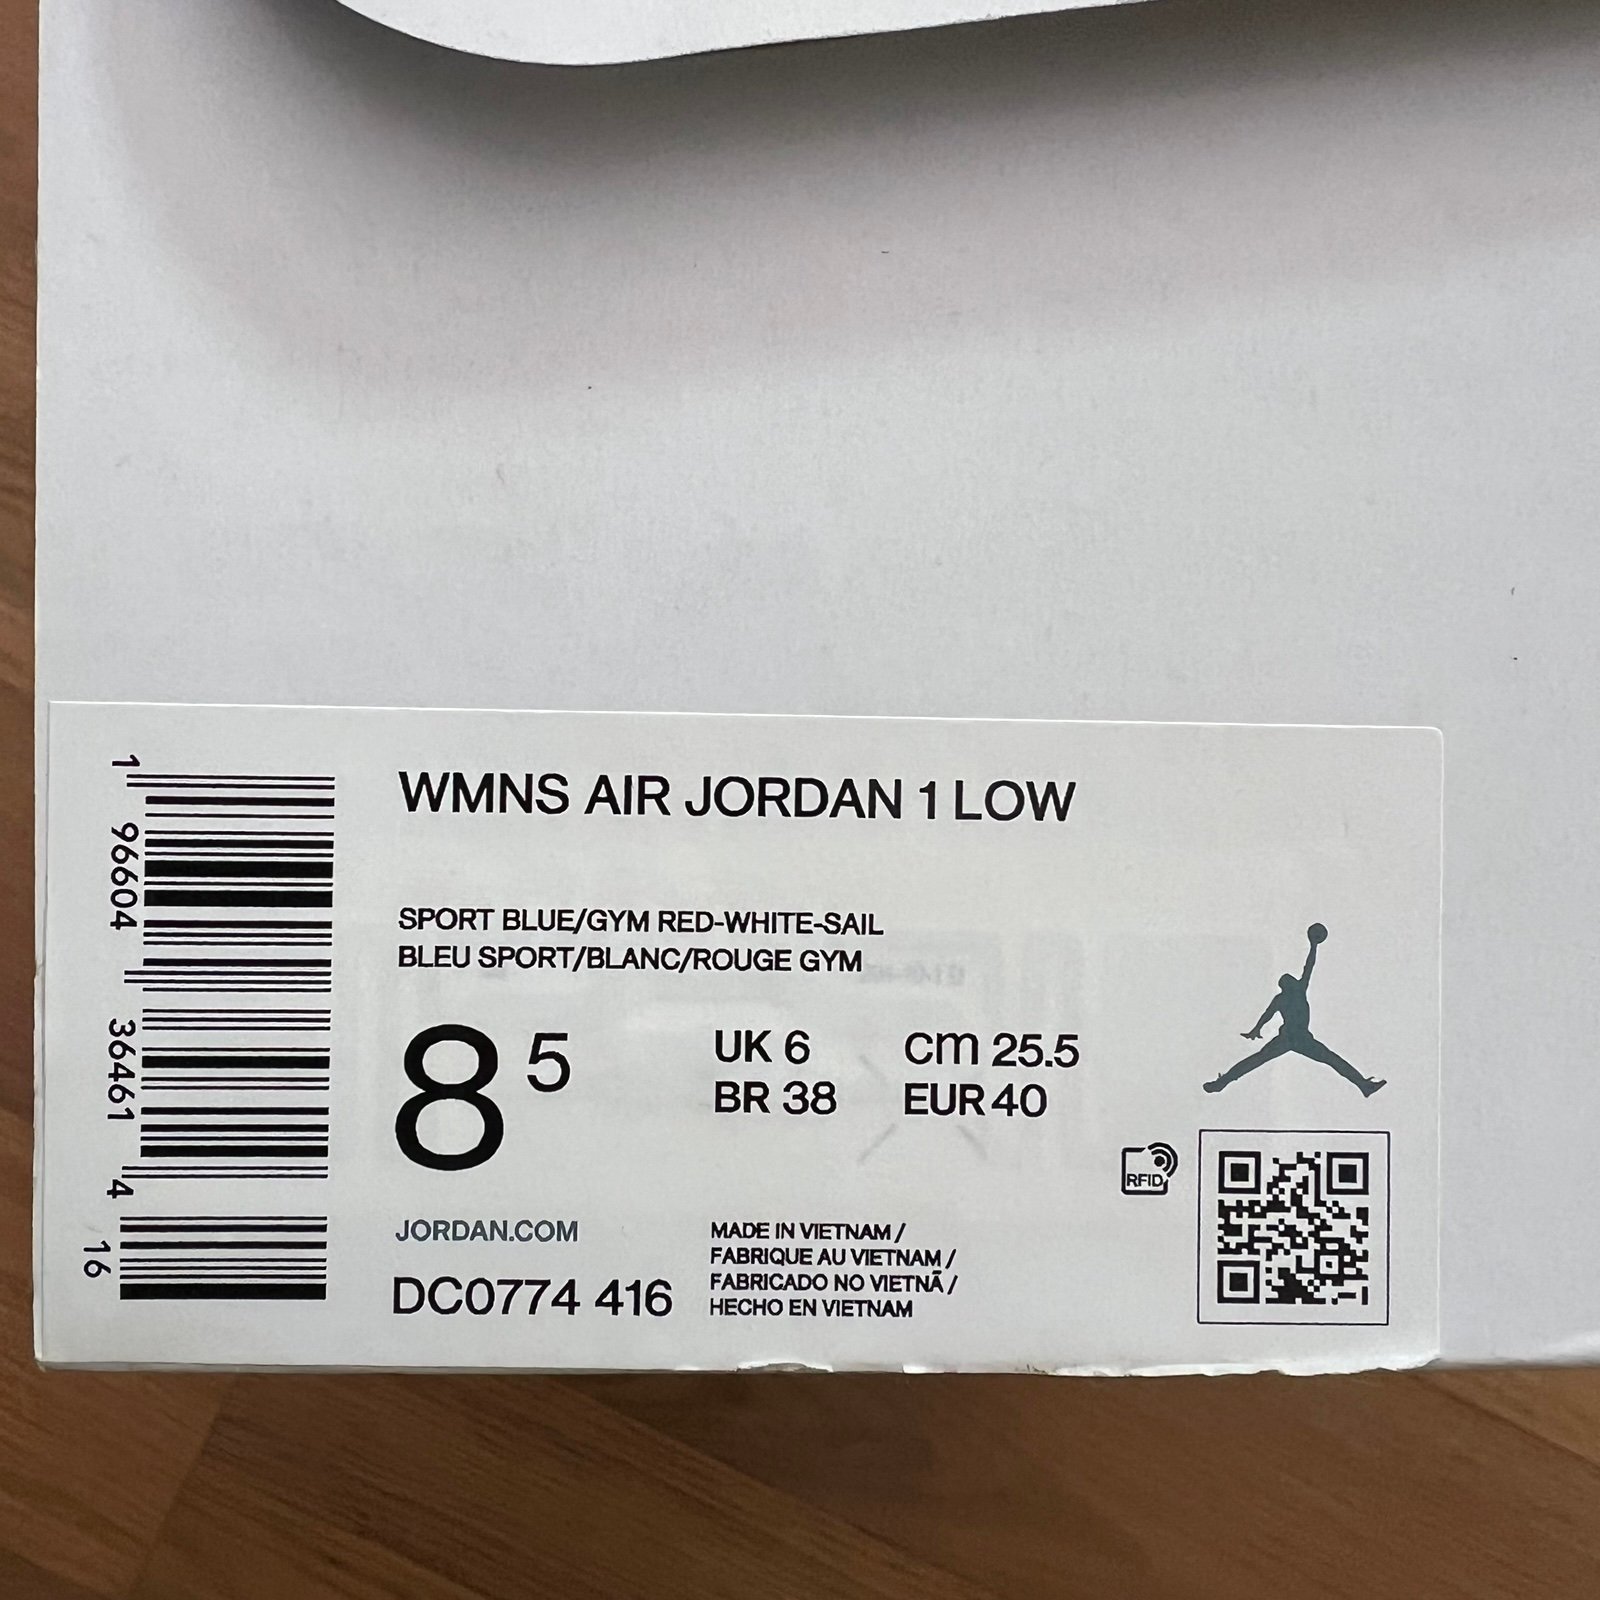 WMNS AIR JORDAN 1 LOW
SPORT BLUE/GYM RED-WHITE-SAIL
BLEU SPORT/BLANC/ROUGE GYM
8 5
UK 6
BR 38
cm 25.5
EUR 40
RFID
JORDAN.COM
DC0774 416
MADE IN VIETNAM /
FABRIQUE AU VIETNAM /
FABRICADO NO VIETNÃ /
HECHO EN VIETNAM
1 96604 36461 4 16